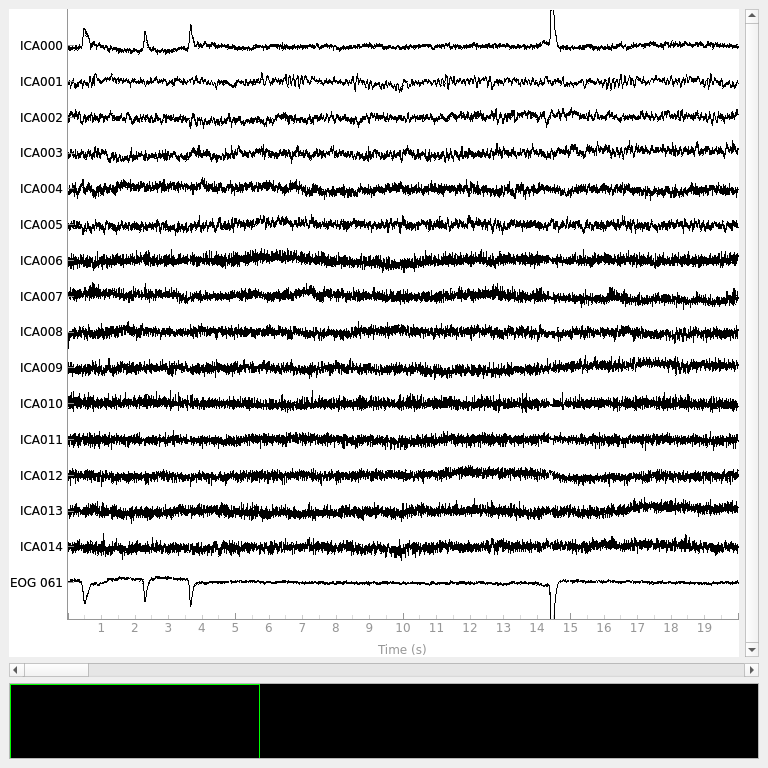 ICA000
ICA001
ICA002
ICA003
ICA004
ICA005
ICA006
ICA007
ICA008
ICA009
ICA010
ICA011
ICA012
ICA013
ICA014
EOG 061
1 2 3 4 5 6 7 8 9 10 11 12 13 14 15 16 17 18 19
Time (s)